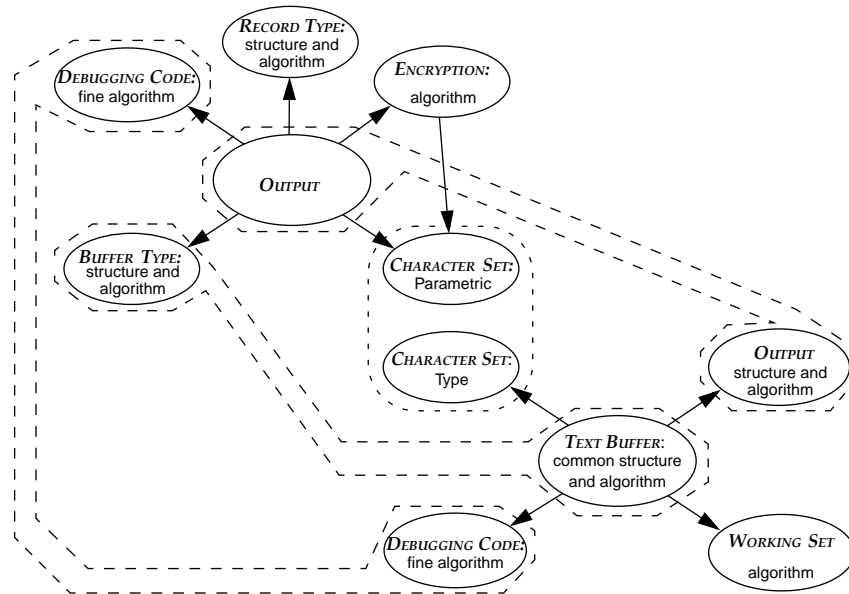 RECORD TYPE:
structure and
algorithm
DEBUGGING CODE:
fine algorithm
ENCRYPTION:
algorithm
OUTPUT
BUFFER TYPE:
structure and
algorithm
CHARACTER SET:
Parametric
CHARACTER SET:
Type
OUTPUT
structure and
algorithm
TEXT BUFFER:
common structure
and algorithm
DEBUGGING CODE:
fine algorithm
WORKING SET
algorithm